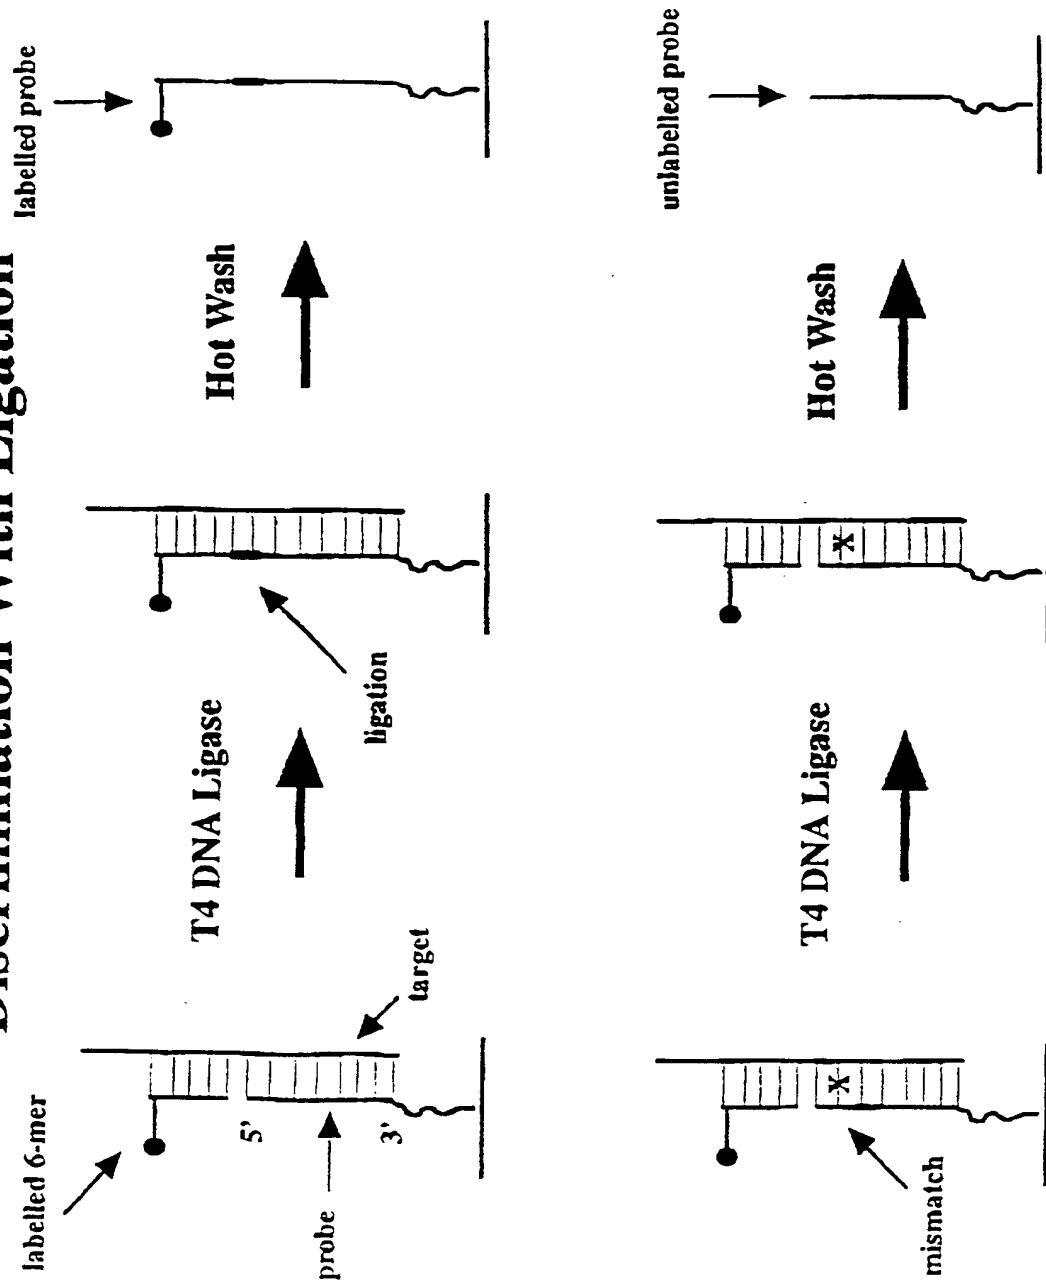 Discrimination With Ligation
labelled 6-mer
probe
5'
3'
target
T4 DNA Ligase
ligation
Hot Wash
labelled probe
mismatch
X
T4 DNA Ligase
X
Hot Wash
unlabelled probe